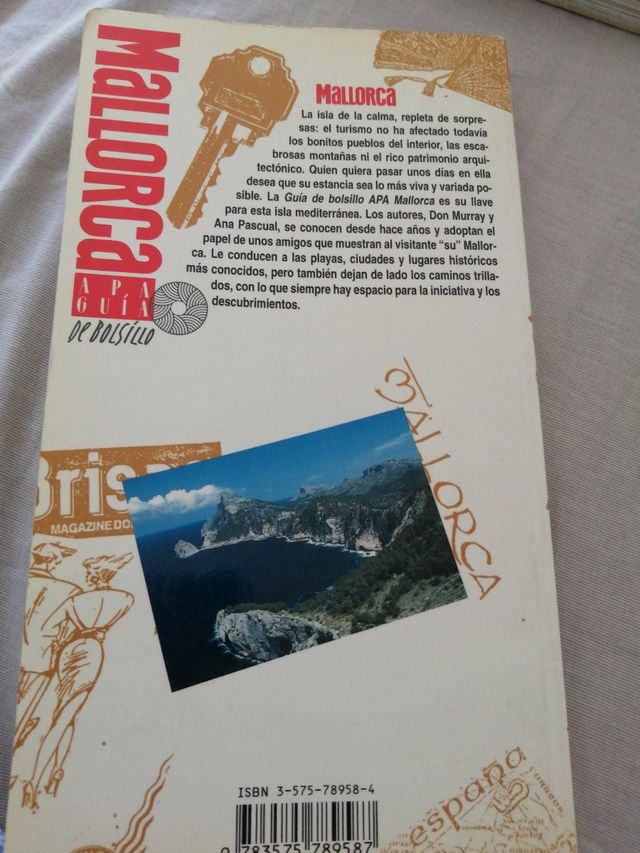 MaLLORCa
APA
GUÍA
De BOLSILLO
MaLLORCa
La isla de la calma, repleta de sorpre-
sas: el turismo no ha afectado todavía
los bonitos pueblos del interior, las esca-
brosas montañas ni el rico patrimonio arqui-
tectónico. Quien quiera pasar unos días en ella
desea que su estancia sea lo más viva y variada po-
sible. La Guía de bolsillo APA Mallorca es su llave
para esta isla mediterránea. Los autores, Don Murray y
Ana Pascual, se conocen desde hace años y adoptan el
papel de unos amigos que muestran al visitante “su” Mallor-
ca. Le conducen a las playas, ciudades y lugares históricos
más conocidos, pero también dejan de lado los caminos trilla-
dos, con lo que siempre hay espacio para la iniciativa y los
descubrimientos.
MALLORCA
Bris
MAGAZINE DO
ISBN 3-575-78958-4
9 783575 789587
españa